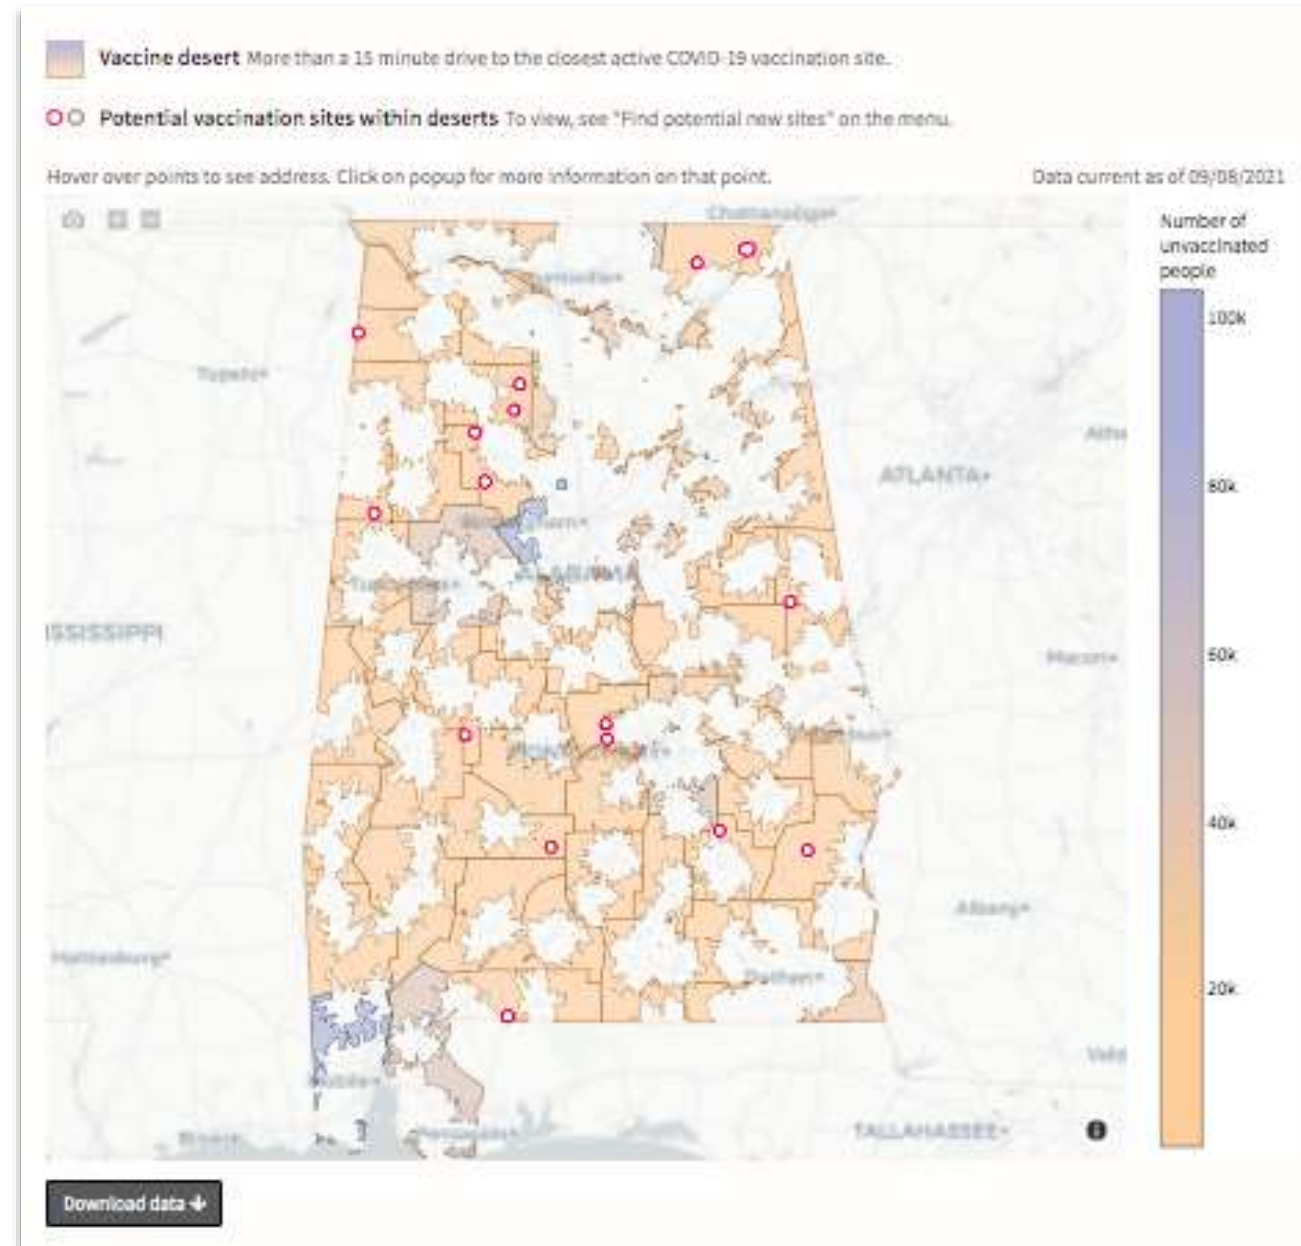 Vaccine desert More than a 15 minute drive to the closest active COVID-19 vaccination site.
Potential vaccination sites within deserts To view, see "Find potential new sites" on the menu.
Hover over points to see address. Click on popup for more information on that point.
Data current as of 09/08/2021
Number of
unvaccinated
people
100k
80k
60k
40k
20k
Chattanooga
Tupelo
ATLANTA
ALABAMA
ISSISSIPPI
Macon
Albany
Hattiesburg
Dothan
Mobile
Pensacola
TALLAHASSEE
Download data